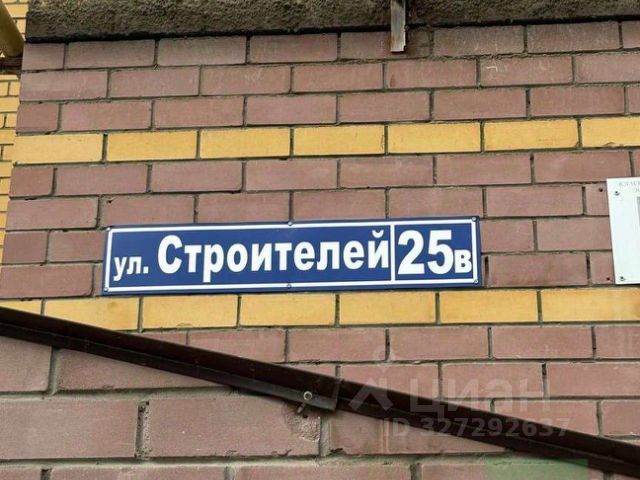 ул. Строителей 25в
циан
ID 327292637